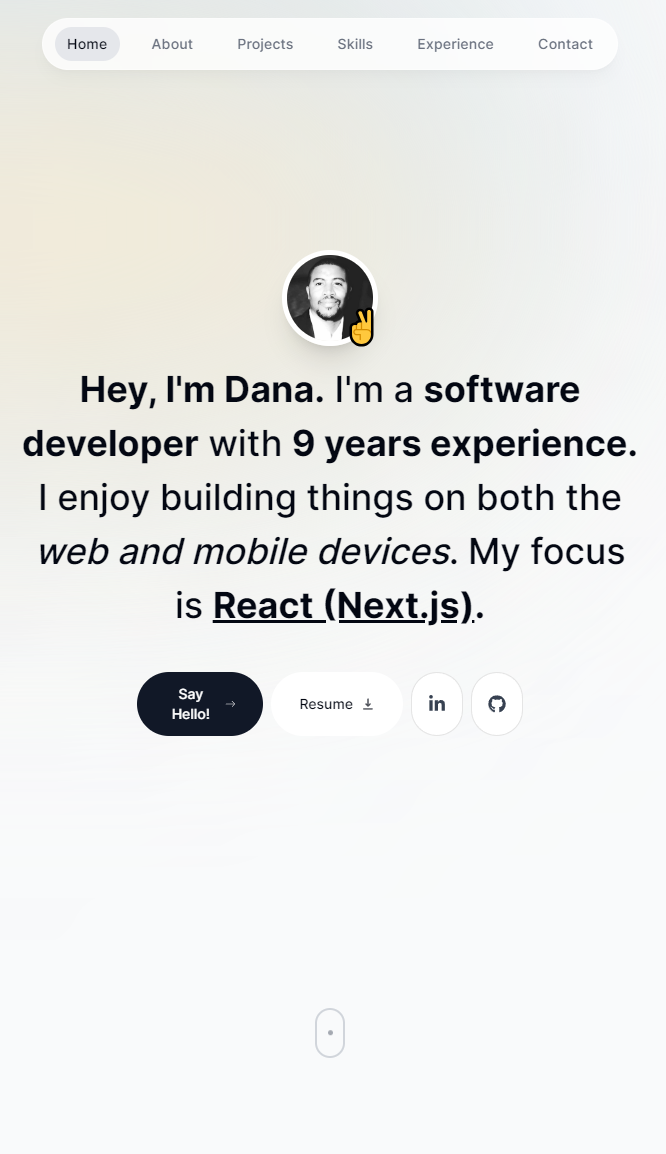 Home About Projects Skills Experience Contact
Hey, I'm Dana. I'm a software
developer with 9 years experience.
I enjoy building things on both the
web and mobile devices. My focus
is React (Next.js).
Say
Hello!
Resume
in